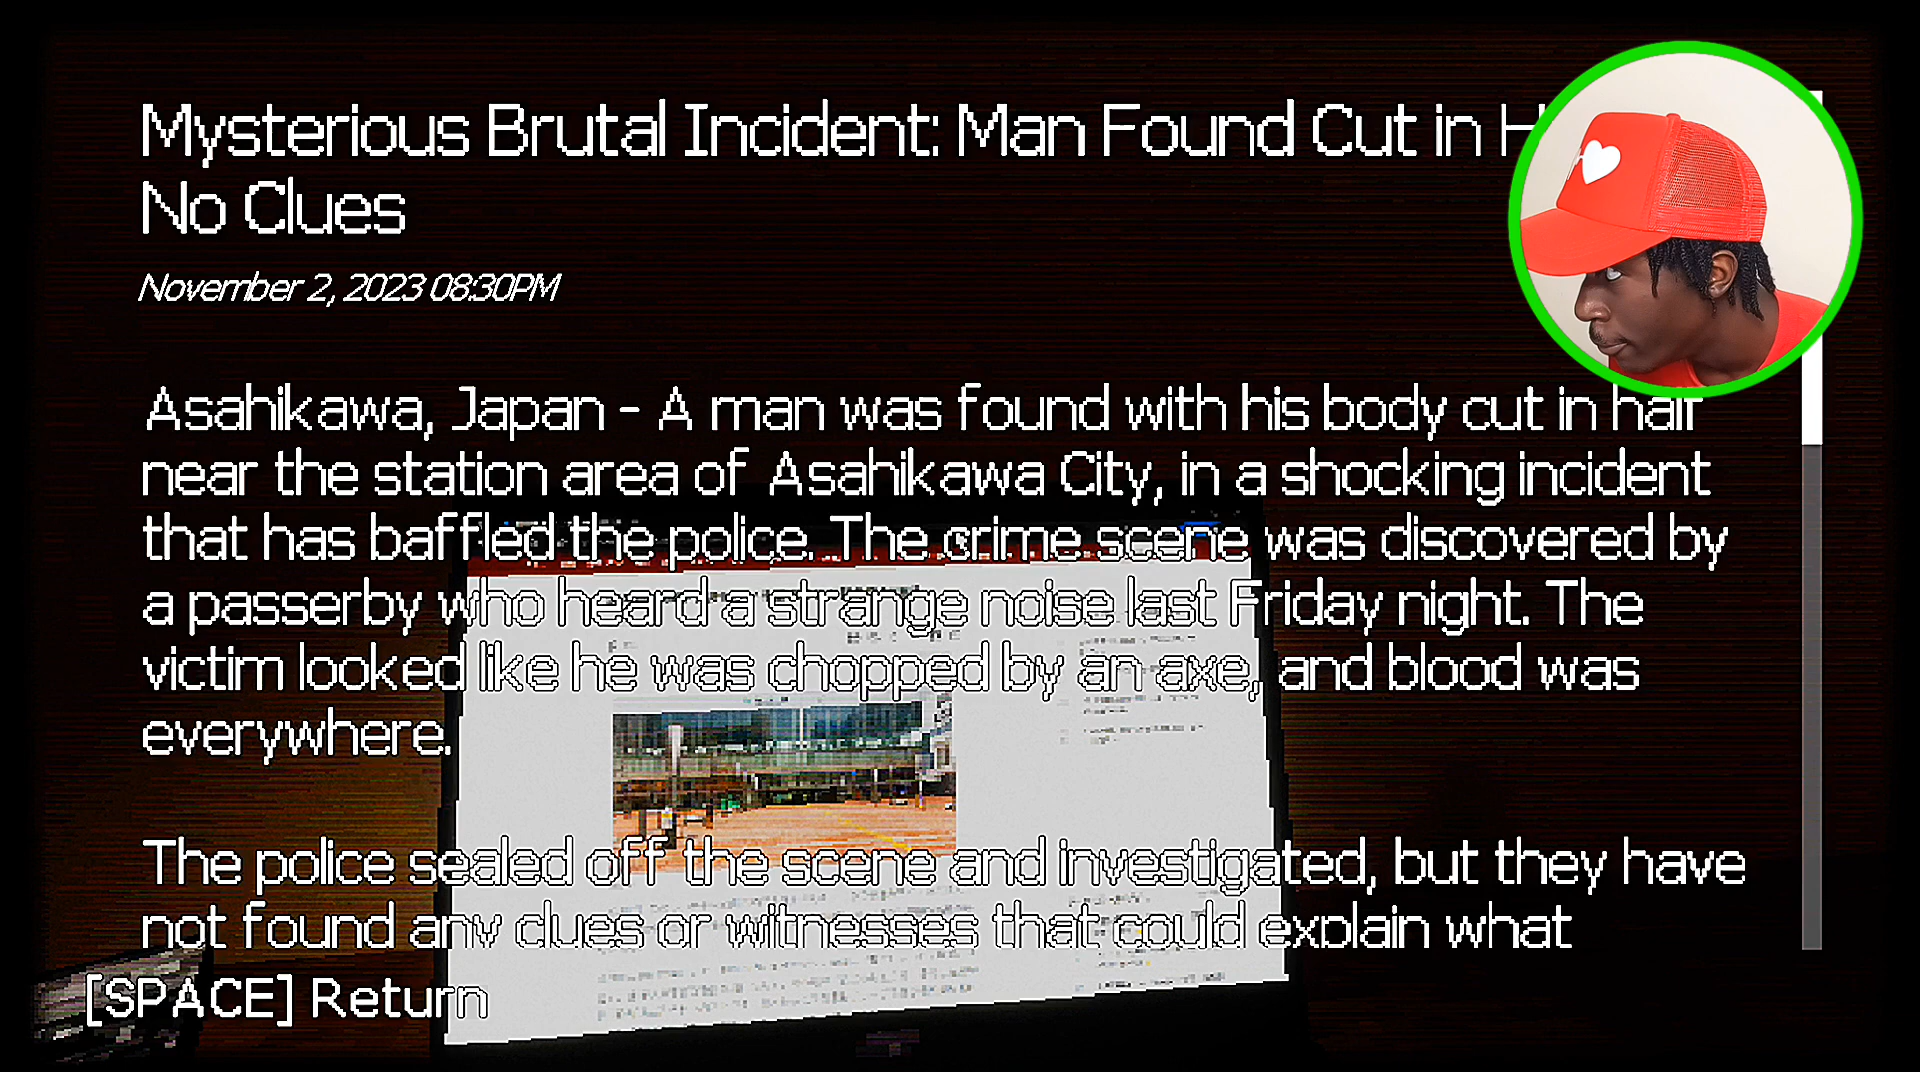 Mysterious Brutal Incident: Man Found Cut in
No Clues
November 2, 2023 08:30PM
Asahikawa, Japan - A man was found with his body cut in half
near the station area of Asahikawa City, in a shocking incident
that has baffled the police. The crime scene was discovered by
a passerby who heard a strange noise last Friday night. The
victim looked like he was chopped by an axe, and blood was
everywhere.
The police sealed off the scene and investigated, but they have
not found any clues or witnesses that could explain what
[SPACE] Return